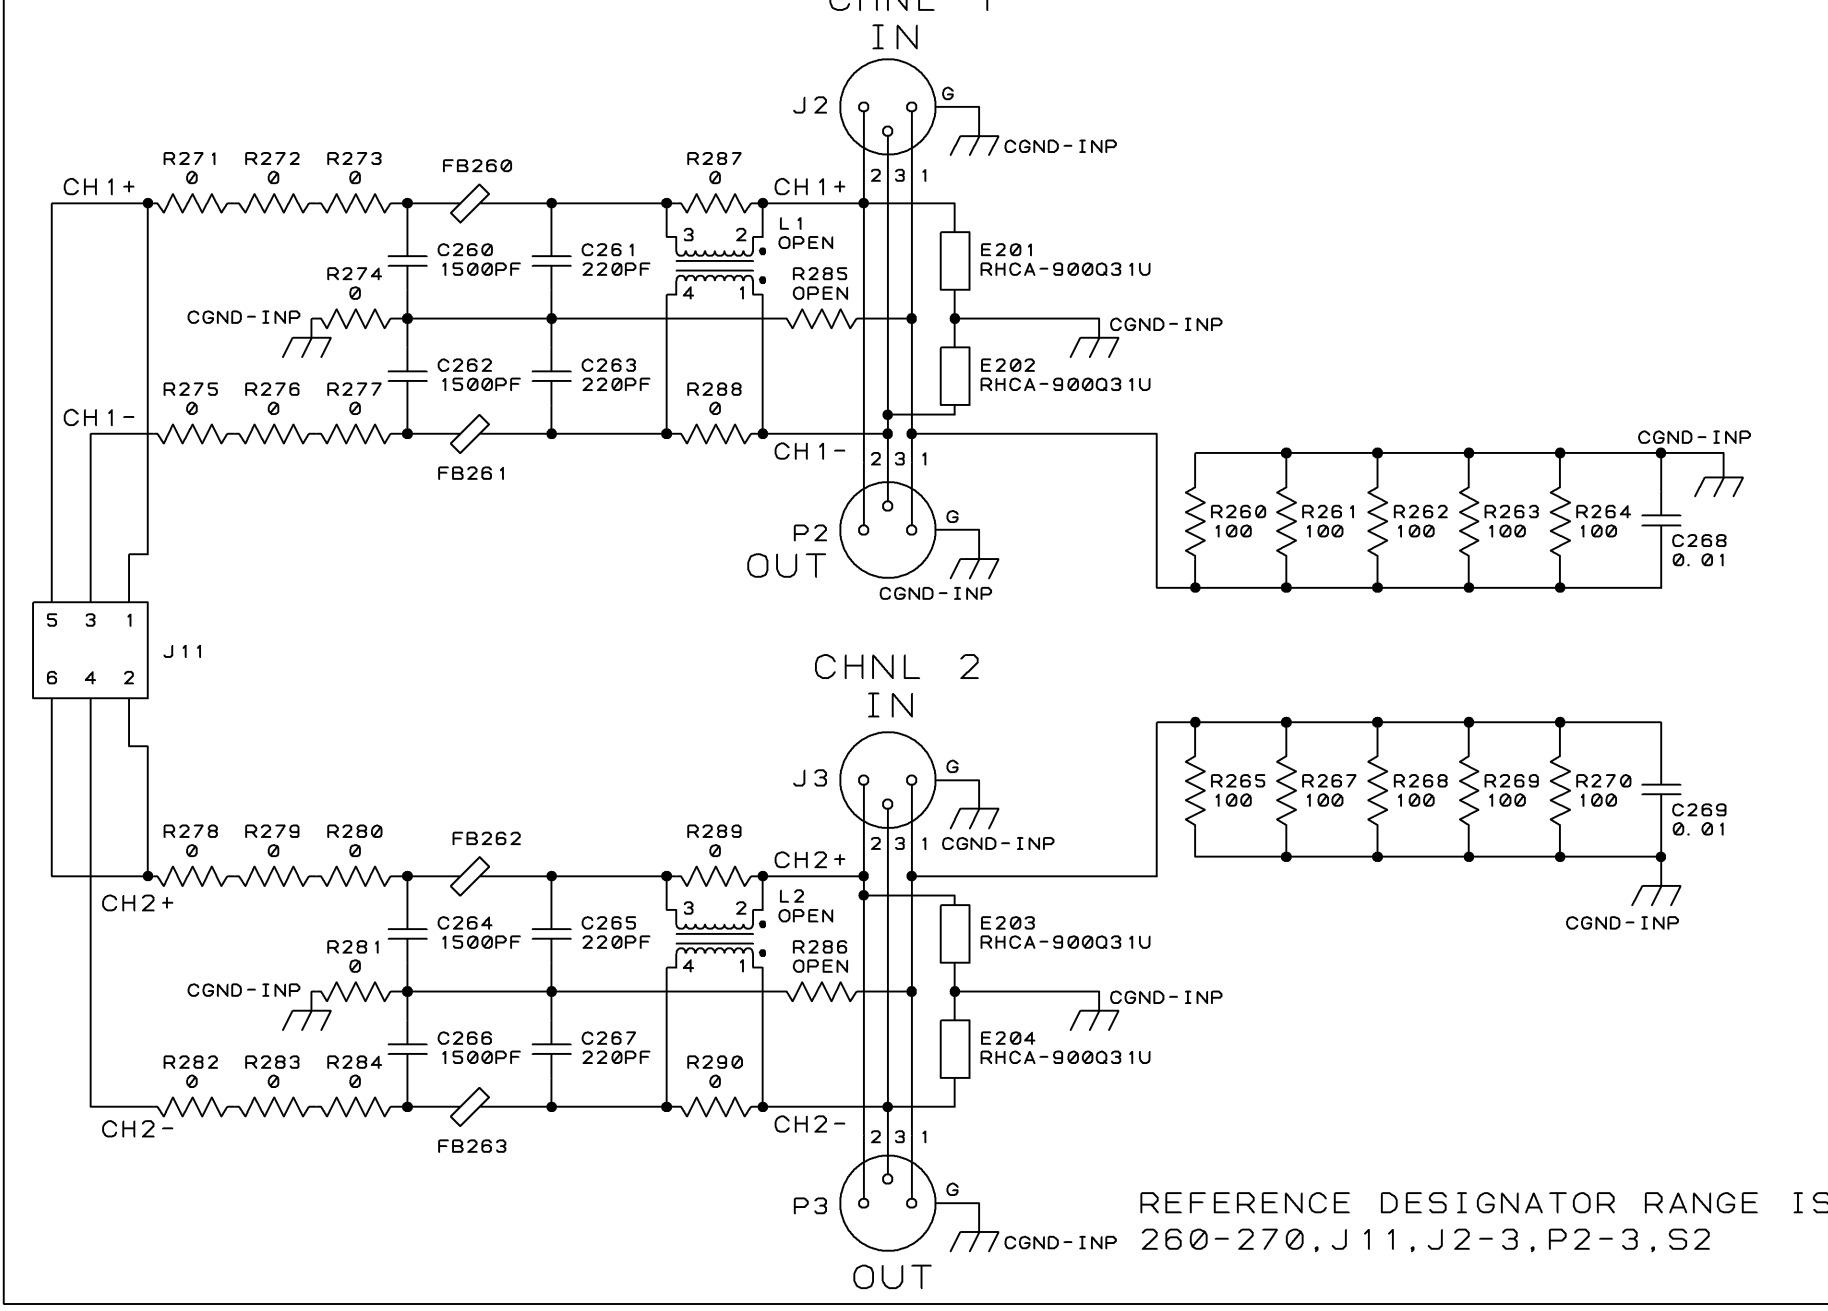 CHNL 1
IN
J2
G
CGND-INP
2 3 1
R271
0
R272
0
R273
0
FB260
R287
0
CH1+
CH1+
3 2
L1
OPEN
4 1
C260
1500PF
C261
220PF
R274
0
CGND-INP
R285
OPEN
E201
RHCA-900Q31U
CGND-INP
E202
RHCA-900Q31U
C262
1500PF
C263
220PF
R275
0
R276
0
R277
0
R288
0
CH1-
CH1-
FB261
2 3 1
P2
G
OUT
CGND-INP
CGND-INP
R260
100
R261
100
R262
100
R263
100
R264
100
C268
0.01
5 3 1
6 4 2
J11
CHNL 2
IN
J3
G
CGND-INP
2 3 1
R265
100
R267
100
R268
100
R269
100
R270
100
C269
0.01
CGND-INP
R278
0
R279
0
R280
0
FB262
R289
0
CH2+
CH2+
3 2
L2
OPEN
4 1
C264
1500PF
C265
220PF
R281
0
CGND-INP
R286
OPEN
E203
RHCA-900Q31U
CGND-INP
E204
RHCA-900Q31U
C266
1500PF
C267
220PF
R282
0
R283
0
R284
0
R290
0
CH2-
CH2-
FB263
2 3 1
P3
G
CGND-INP
OUT
REFERENCE DESIGNATOR RANGE IS
260-270,J11,J2-3,P2-3,S2